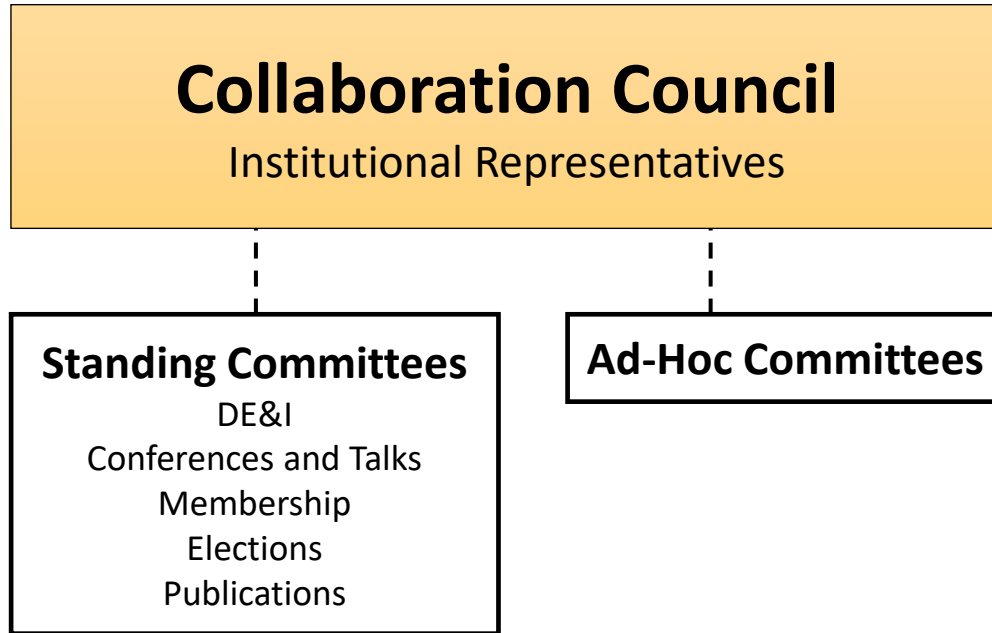 Collaboration Council
Institutional Representatives
Standing Committees
DE&I
Conferences and Talks
Membership
Elections
Publications
Ad-Hoc Committees